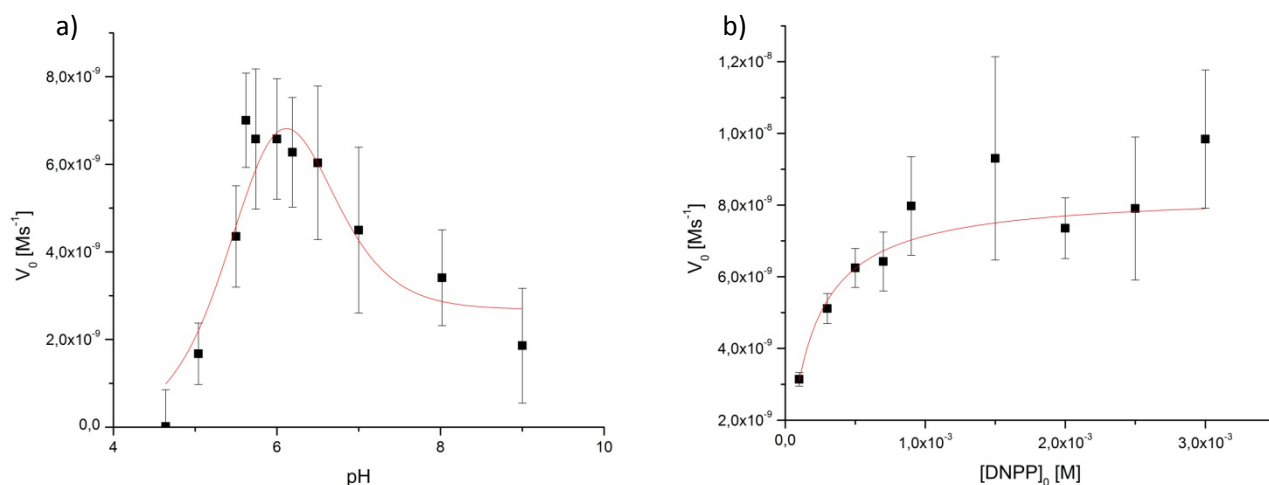 a)
8,0x10⁻⁹
6,0x10⁻⁹
4,0x10⁻⁹
2,0x10⁻⁹
0,0
V₀ [Ms⁻¹]
4 6 8 10
pH
b)
1,2x10⁻⁸
1,0x10⁻⁸
8,0x10⁻⁹
6,0x10⁻⁹
4,0x10⁻⁹
2,0x10⁻⁹
V₀ [Ms⁻¹]
0,0 1,0x10⁻³ 2,0x10⁻³ 3,0x10⁻³
[DNPP]₀ [M]